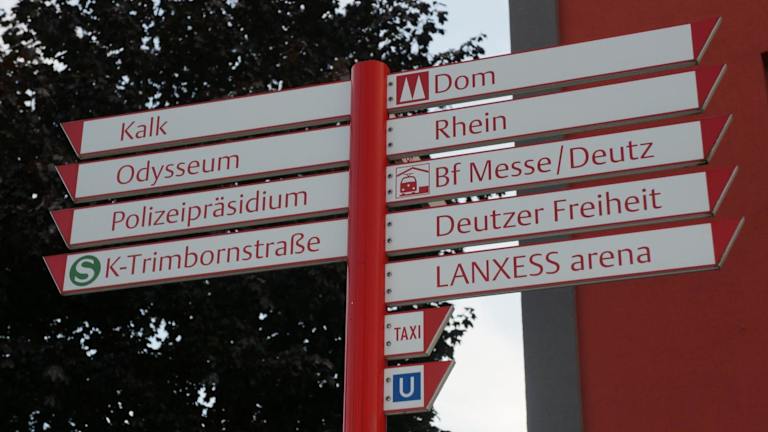 Kalk
Odysseum
Polizeipräsidium
S K-Trimbornstraße
Dom
Rhein
Bf Messe/Deutz
Deutzer Freiheit
LANXESS arena
TAXI
U